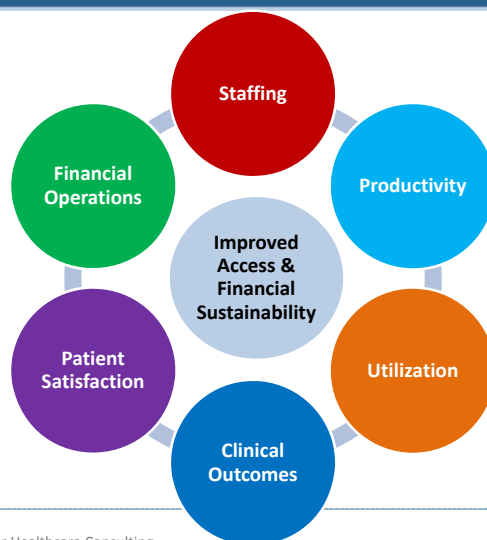 Staffing
Financial
Operations
Productivity
Improved
Access &
Financial
Sustainability
Patient
Satisfaction
Utilization
Clinical
Outcomes
Healthcare Consulting